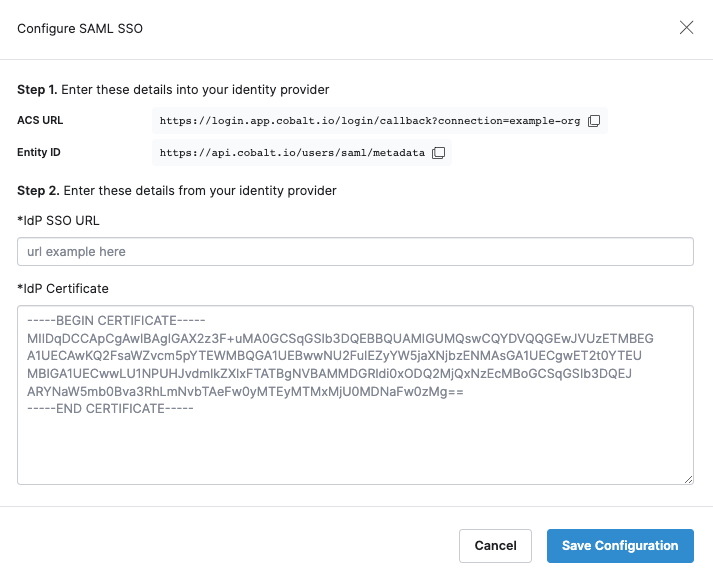 Configure SAML SSO
Step 1. Enter these details into your identity provider
ACS URL https://login.app.cobalt.io/login/callback?connection=example-org
Entity ID https://api.cobalt.io/users/saml/metadata
Step 2. Enter these details from your identity provider
*IdP SSO URL
url example here
*IdP Certificate
-----BEGIN CERTIFICATE-----
MIIDqDCCApCgAwIBAgIGAX2z3F+uMA0GCSqGSIb3DQEBBQUAMIGUMQswCQYDVQQGEwJVUzETMBEG
A1UECAwKQ2FsaWZvcm5pYTEWMBQGA1UEBwwNU2FuIEZyYW5jaXNjbzENMAsGA1UECgwET2t0YTEU
MBIGA1UECwwLU1NPUHJvdmlkZXIxFTATBgNVBAMMDGRldi0xODQ2MjQxNzEcMBoGCSqGSIb3DQEJ
ARYNaW5mb0Bva3RhLmNvbTAeFw0yMTEyMTMxMjU0MDNaFw0zMg==
-----END CERTIFICATE-----
Cancel Save Configuration